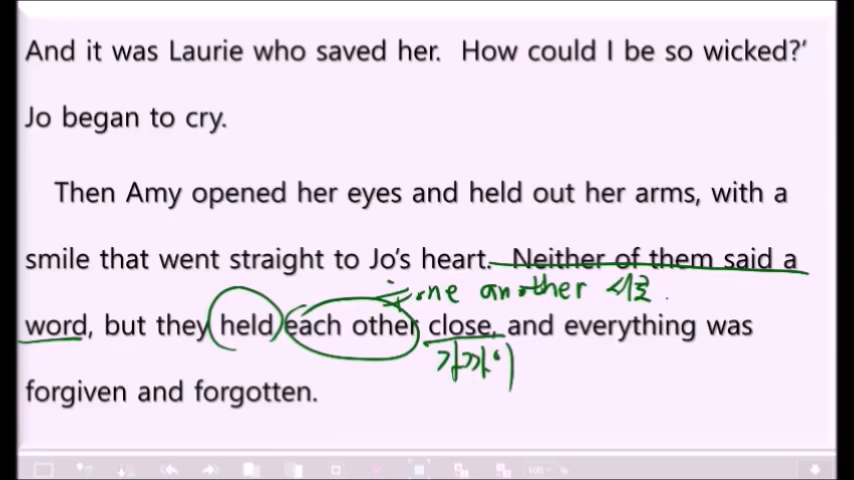 And it was Laurie who saved her. How could I be so wicked?’
Jo began to cry.
Then Amy opened her eyes and held out her arms, with a
smile that went straight to Jo’s heart. Neither of them said a
one another 서로
word, but they held each other close, and everything was
가까이
forgiven and forgotten.
100 %